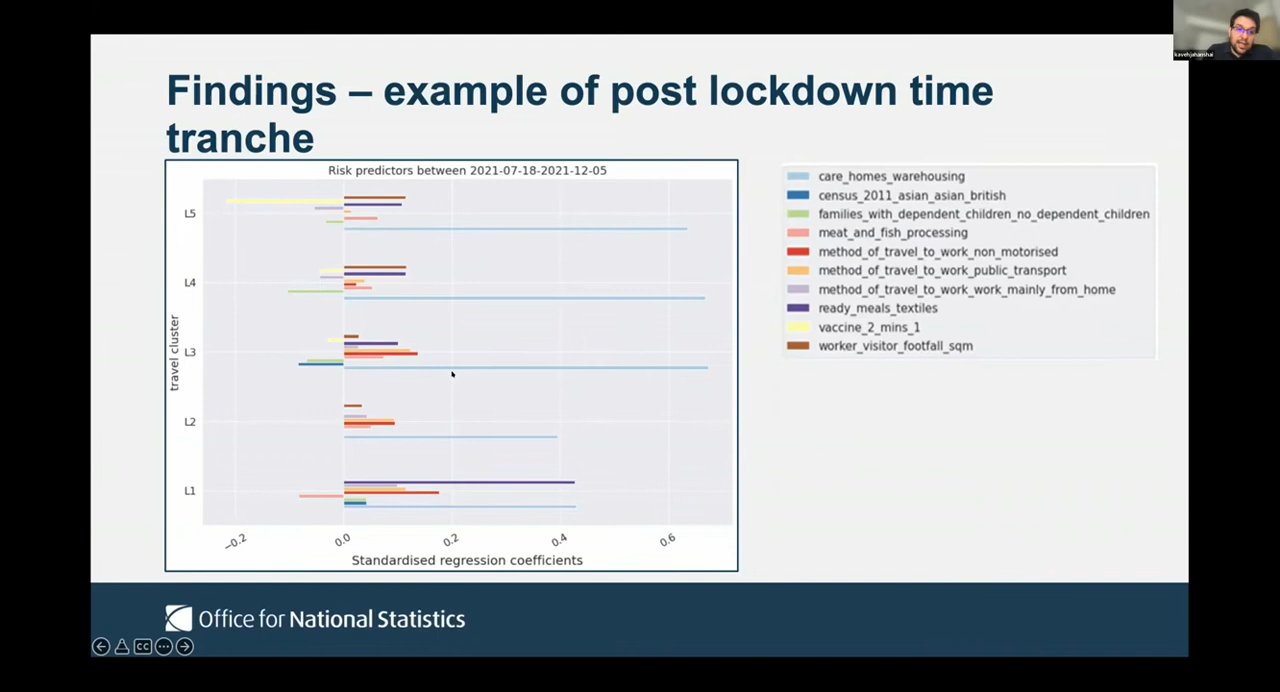 kavehjahanshai
Findings – example of post lockdown time
tranche
Risk predictors between 2021-07-18-2021-12-05
L5
L4
L3
L2
L1
travel cluster
−0.2
0.0
0.2
0.4
0.6
Standardised regression coefficients
care_homes_warehousing
census_2011_asian_asian_british
families_with_dependent_children_no_dependent_children
meat_and_fish_processing
method_of_travel_to_work_non_motorised
method_of_travel_to_work_public_transport
method_of_travel_to_work_work_mainly_from_home
ready_meals_textiles
vaccine_2_mins_1
worker_visitor_footfall_sqm
Office for National Statistics
CC